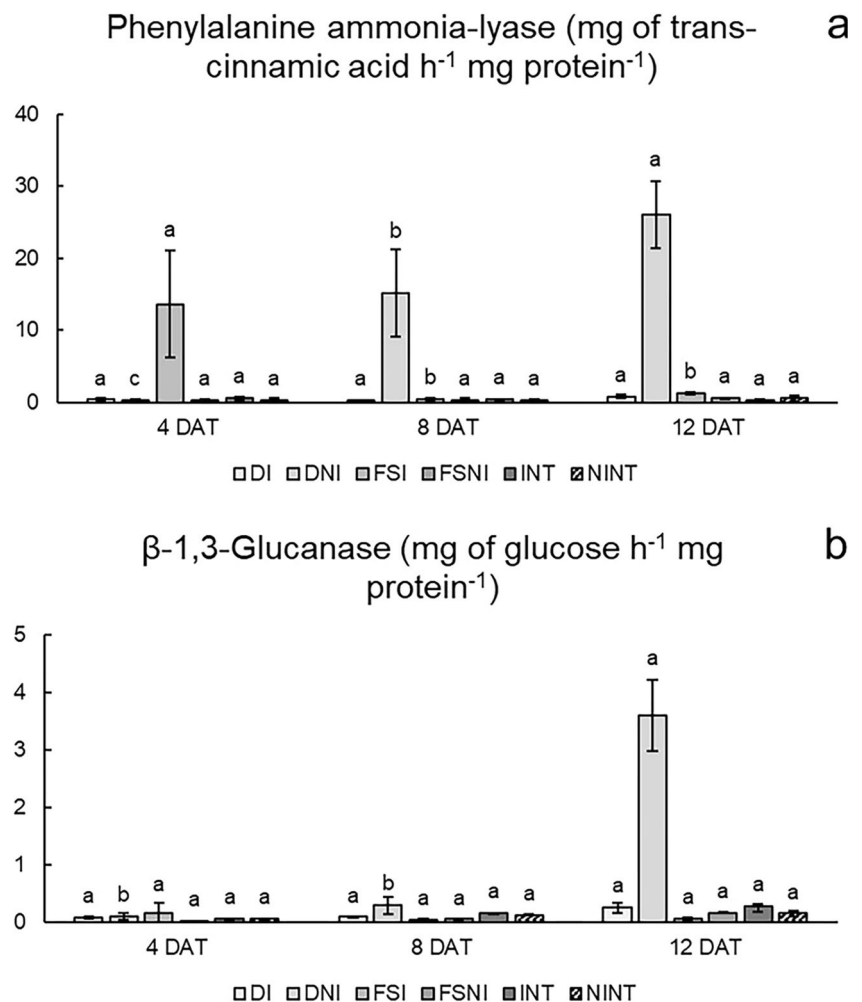 Phenylalanine ammonia-lyase (mg of trans-
cinnamic acid h⁻¹ mg protein⁻¹)
a
40
30
20
10
0
a c a a a a
a b b a a a
a a b a a a
4 DAT 8 DAT 12 DAT
DI DNI FSI FSNI INT NINT
β-1,3-Glucanase (mg of glucose h⁻¹ mg
protein⁻¹)
b
5
4
3
2
1
0
a b a a a a
a b a a a a
a a a a a a
4 DAT 8 DAT 12 DAT
DI DNI FSI FSNI INT NINT